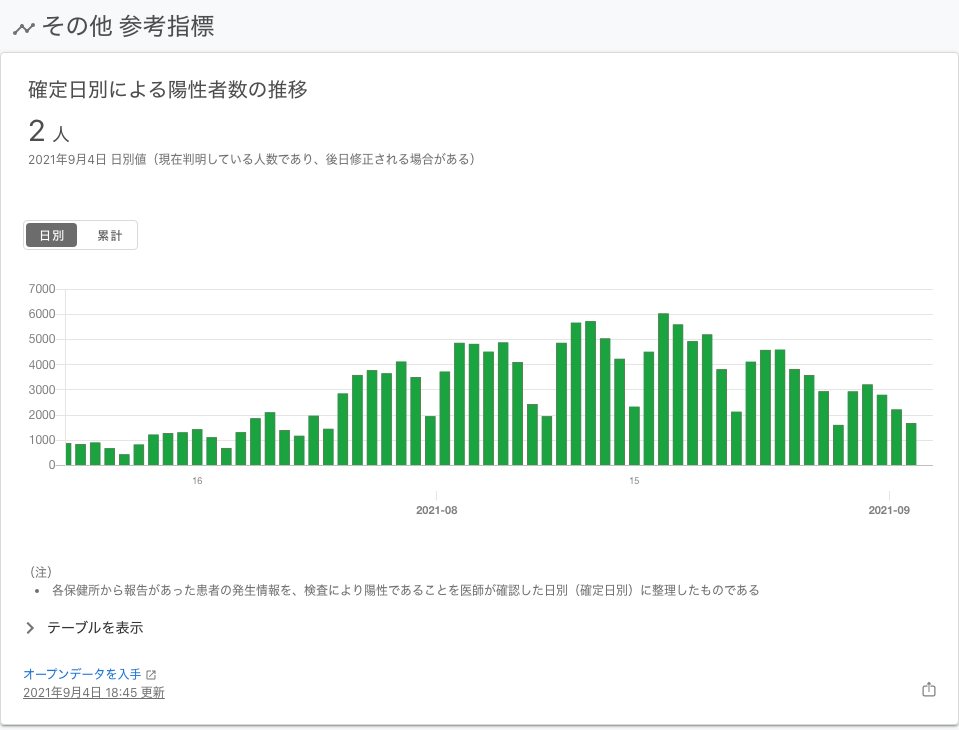 その他 参考指標
確定日別による陽性者数の推移
2 人
2021年9月4日 日別値（現在判明している人数であり、後日修正される場合がある）
日別 累計
7000
6000
5000
4000
3000
2000
1000
0
16 15
2021-08 2021-09
（注）
• 各保健所から報告があった患者の発生情報を、検査により陽性であることを医師が確認した日別（確定日別）に整理したものである
テーブルを表示
オープンデータを入手
2021年9月4日 18:45 更新